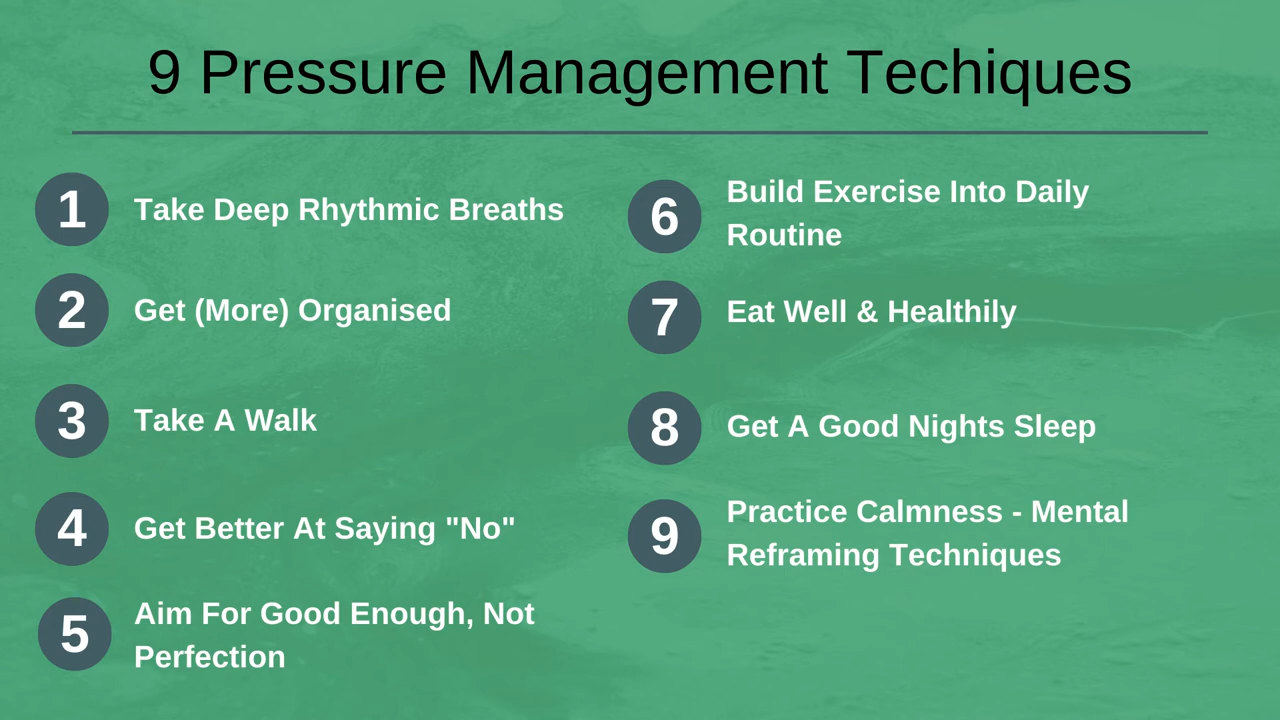 9 Pressure Management Techiques
1
Take Deep Rhythmic Breaths
2
Get (More) Organised
3
Take A Walk
4
Get Better At Saying "No"
5
Aim For Good Enough, Not
Perfection
6
Build Exercise Into Daily
Routine
7
Eat Well & Healthily
8
Get A Good Nights Sleep
9
Practice Calmness - Mental
Reframing Techniques